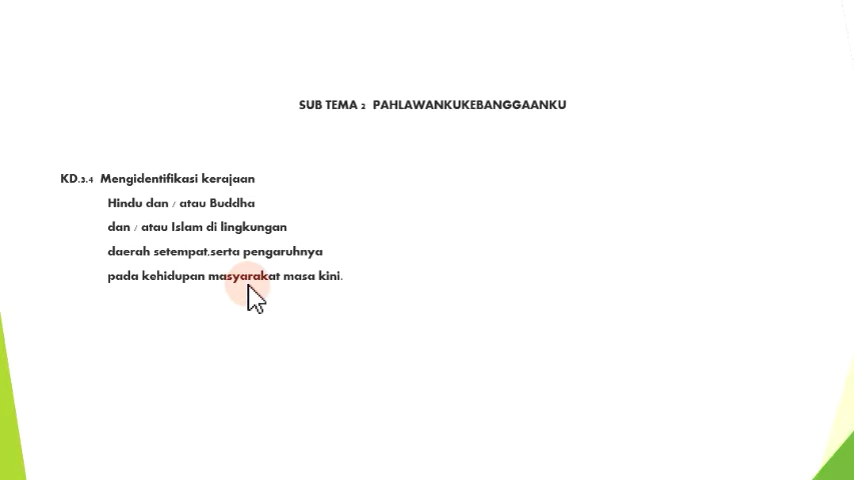 SUB TEMA 2 PAHLAWANKUKEBANGGAANKU
KD.3.4 Mengidentifikasi kerajaan
Hindu dan / atau Buddha
dan / atau Islam di lingkungan
daerah setempat.serta pengaruhnya
pada kehidupan masyarakat masa kini.